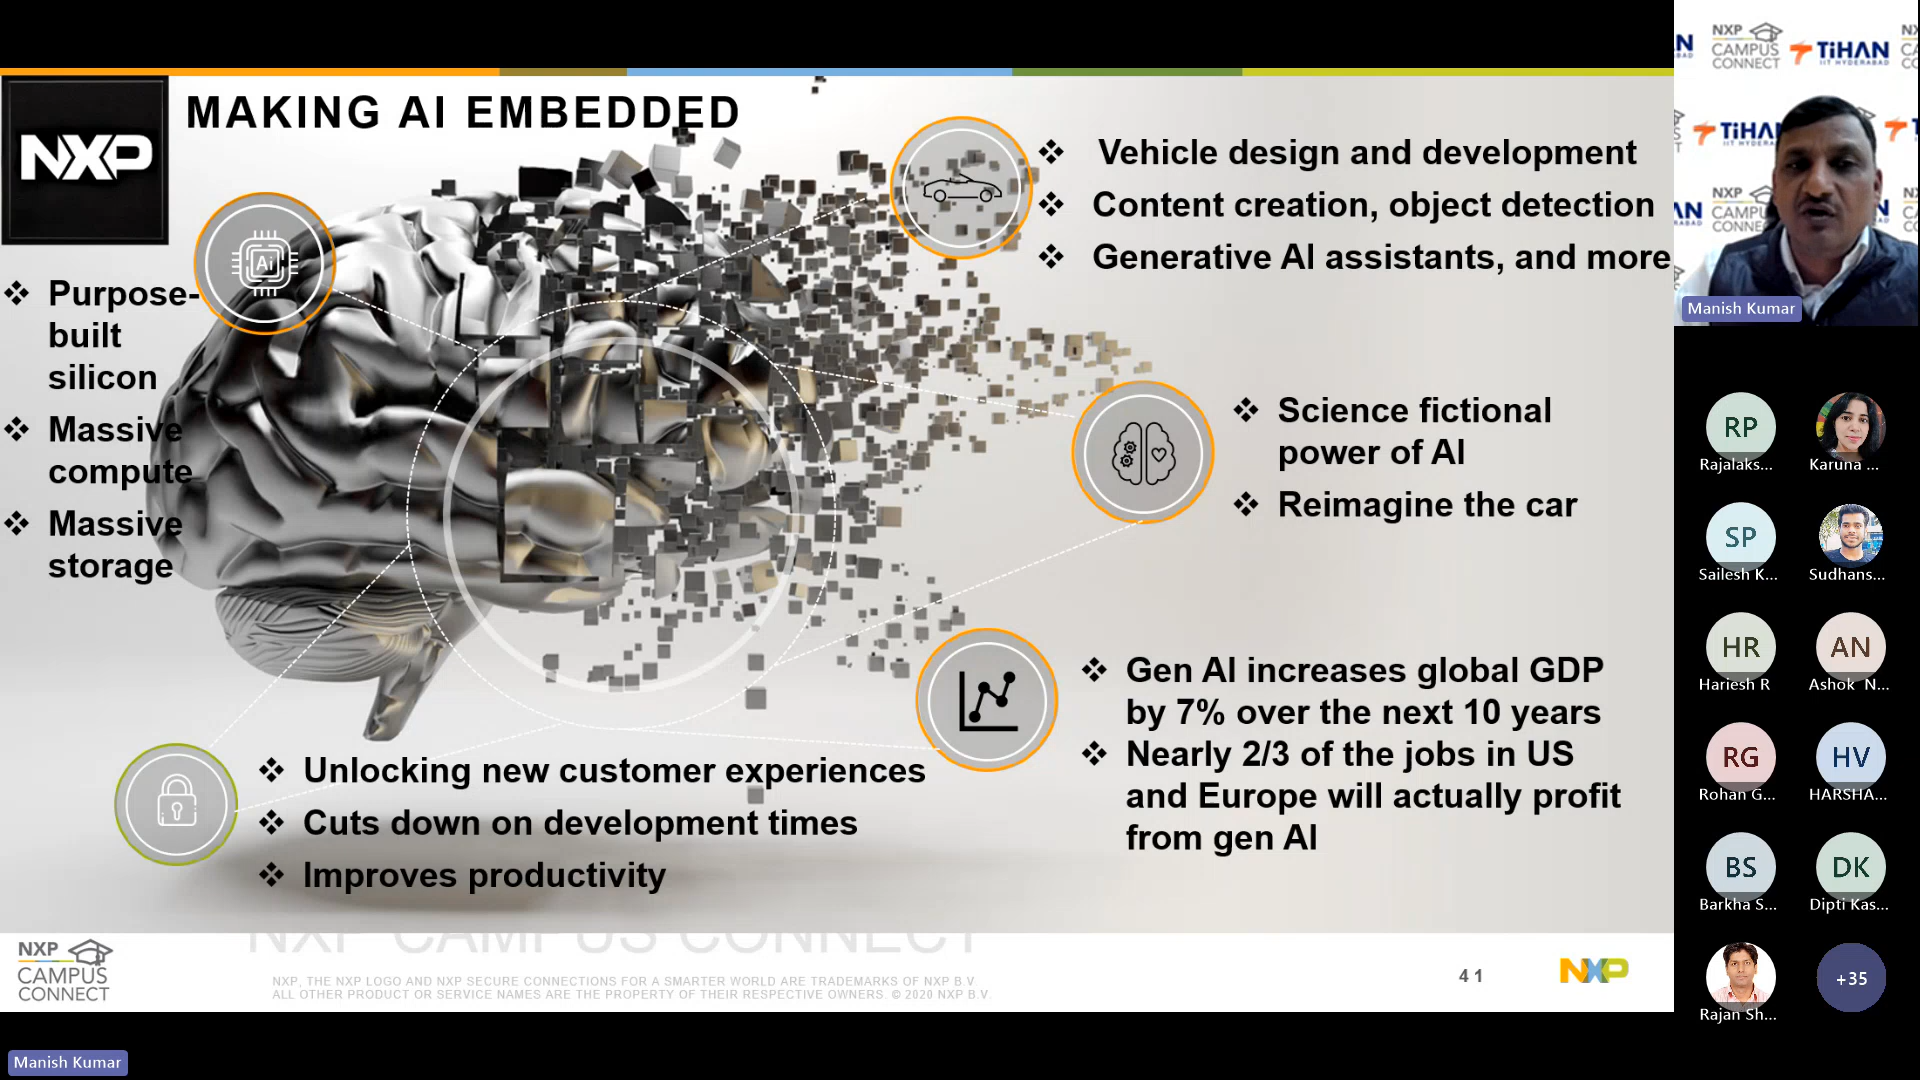 NXP
MAKING AI EMBEDDED
Ai
❖ Purpose-
built
silicon
❖ Massive
compute
❖ Massive
storage
❖ Vehicle design and development
❖ Content creation, object detection
❖ Generative AI assistants, and more
❖ Science fictional
power of AI
❖ Reimagine the car
❖ Gen AI increases global GDP
by 7% over the next 10 years
❖ Nearly 2/3 of the jobs in US
and Europe will actually profit
from gen AI
❖ Unlocking new customer experiences
❖ Cuts down on development times
❖ Improves productivity
NXP CAMPUS CONNECT
NXP
CAMPUS
CONNECT
NXP, THE NXP LOGO AND NXP SECURE CONNECTIONS FOR A SMARTER WORLD ARE TRADEMARKS OF NXP B.V.
ALL OTHER PRODUCT OR SERVICE NAMES ARE THE PROPERTY OF THEIR RESPECTIVE OWNERS. © 2020 NXP B.V.
41
NXP
Manish Kumar
NXP
CAMPUS
CONNECT
TiHAN
IIT HYDERABAD
Manish Kumar
RP
Rajalaks...
Karuna ...
SP
Sailesh K...
Sudhans...
HR
Hariesh R
AN
Ashok N...
RG
Rohan G...
HV
HARSHA...
BS
Barkha S...
DK
Dipti Kas...
Rajan Sh...
+35